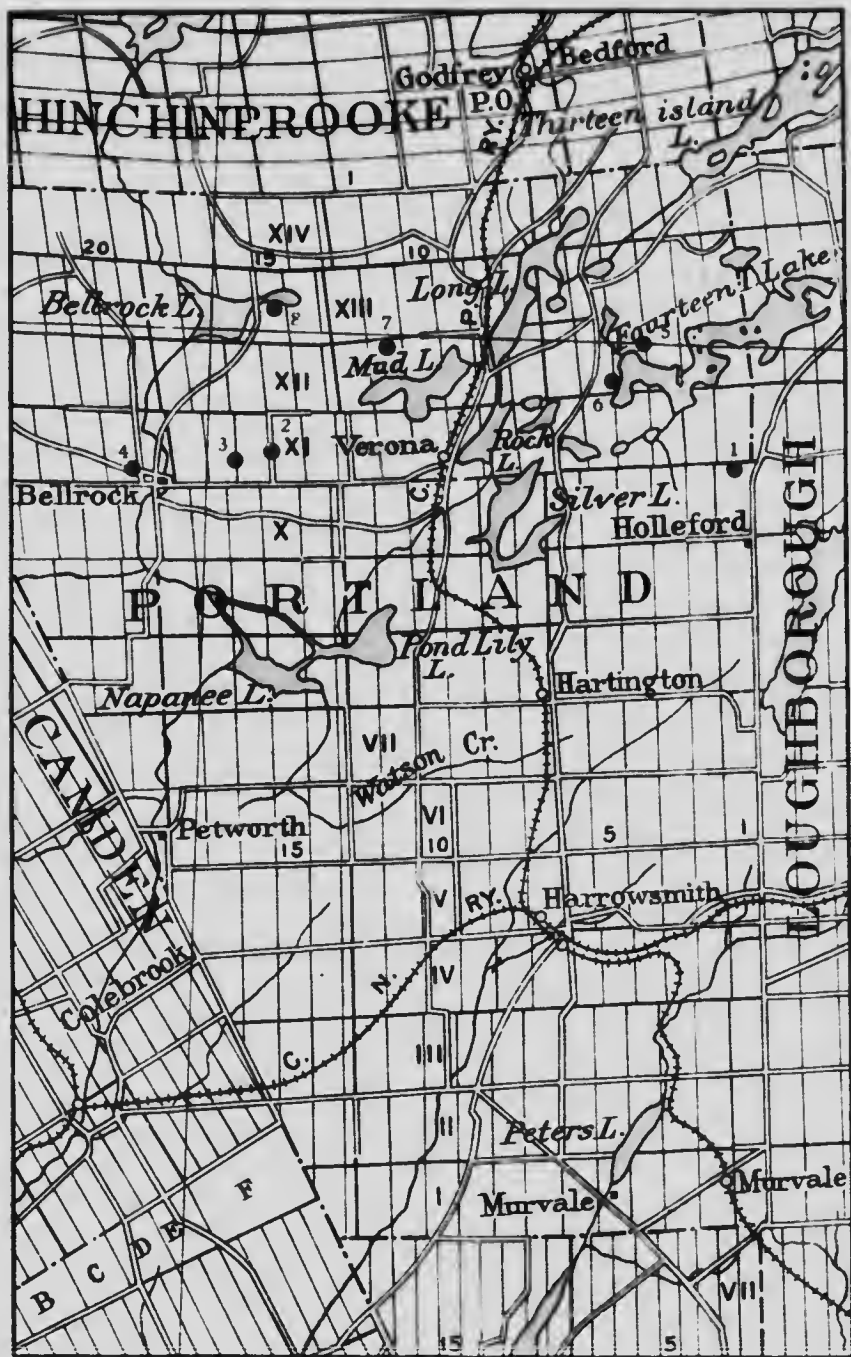 Bedford
Godfrey
P.O
HINCHINBROOKE
RY.
Thirteen island
L.
1
XIV
20
15
10
Bellrock L.
8
XIII
Long L.
P.
Fourteen I. Lake
7
Mud L.
XII
6
4
3
2
XI
Verona
Rock
L.
1
Bellrock
C.
Silver L.
X
Holleford
PORTLAND
LOUGHBOROUGH
Pond Lily
L.
Napanee L.
Hartington
CAMDEN
VII
Watson Cr.
Petworth
15
VI
10
5
1
V
RY.
Harrowsmith
Colebrook
N.
IV
C.
III
II
Peters L.
F
I
Murvale
Murvale
B C D E
VII
15
5